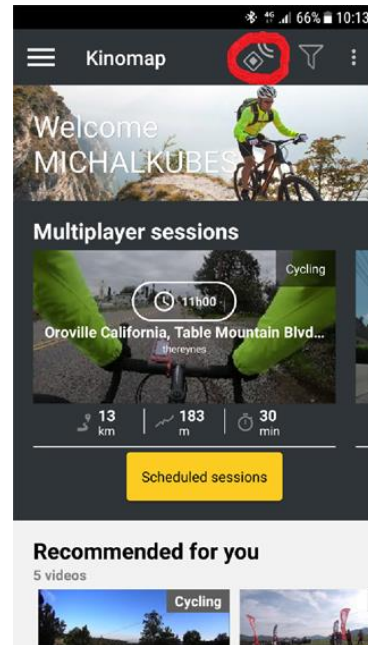 66% 10:13
Kinomap
Welcome
MICHALKUBES
Multiplayer sessions
Cycling
11h00
Oroville California, Table Mountain Blvd...
thereynes
13 km 183 m 30 min
Scheduled sessions
Recommended for you
5 videos
Cycling